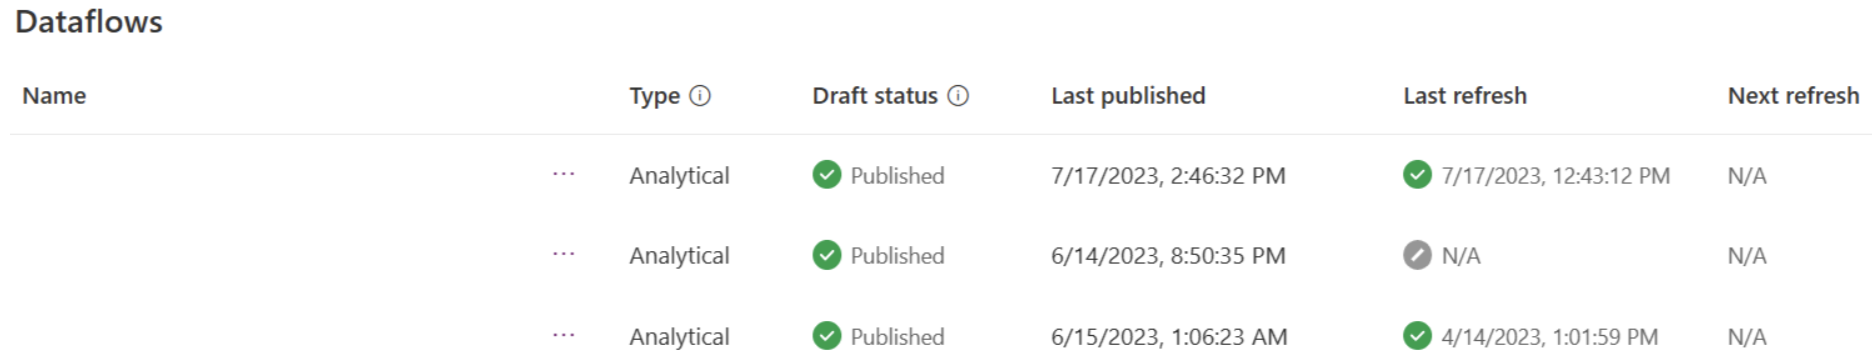 Dataflows
Name Type Draft status Last published Last refresh Next refresh
... Analytical Published 7/17/2023, 2:46:32 PM 7/17/2023, 12:43:12 PM N/A
... Analytical Published 6/14/2023, 8:50:35 PM N/A N/A
... Analytical Published 6/15/2023, 1:06:23 AM 4/14/2023, 1:01:59 PM N/A